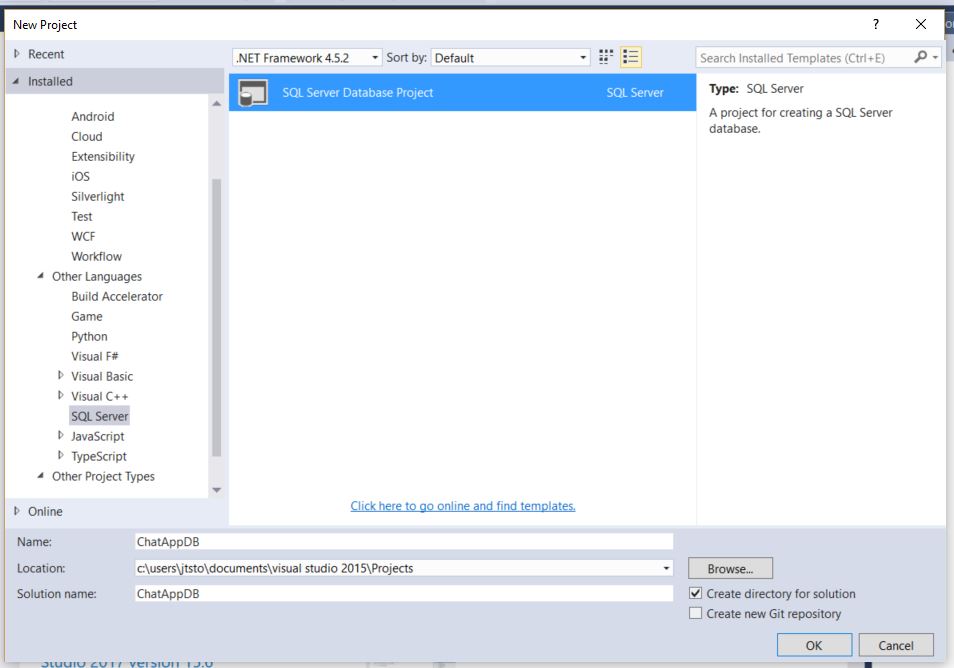 New Project
?
Recent
Installed
.NET Framework 4.5.2
Sort by:
Default
Search Installed Templates (Ctrl+E)
Android
Cloud
Extensibility
iOS
Silverlight
Test
WCF
Workflow
Other Languages
Build Accelerator
Game
Python
Visual F#
Visual Basic
Visual C++
SQL Server
JavaScript
TypeScript
Other Project Types
Online
SQL Server Database Project
SQL Server
Click here to go online and find templates.
Type: SQL Server
A project for creating a SQL Server
database.
Name:
ChatAppDB
Location:
c:\users\jtsto\documents\visual studio 2015\Projects
Browse...
Solution name:
ChatAppDB
Create directory for solution
Create new Git repository
OK
Cancel
Studio 2017 version 15.6